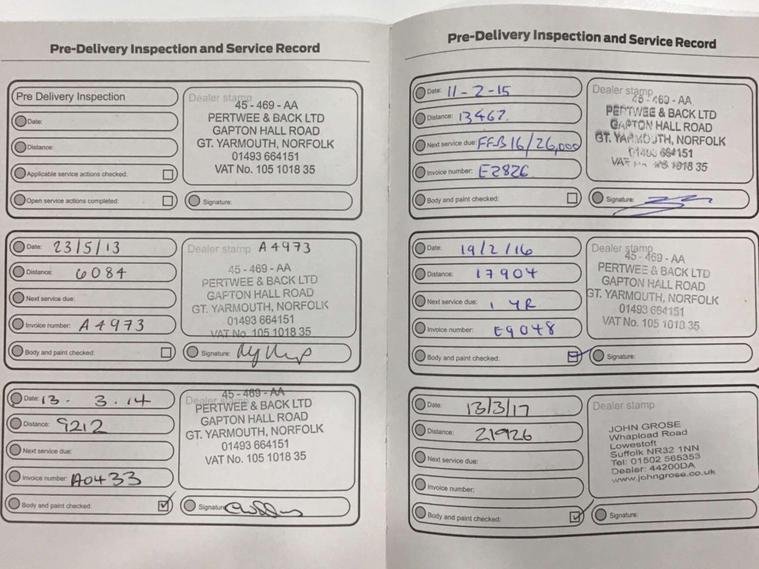 Pre-Delivery Inspection and Service Record
Pre Delivery Inspection
Date:
Distance:
Applicable service actions checked:
Open service actions completed:
Dealer stamp
45 - 469 - AA
PERTWEE & BACK LTD
GAPTON HALL ROAD
GT. YARMOUTH, NORFOLK
01493 664151
VAT No. 105 1018 35
Signature:
Date: 23/5/13
Distance: 6084
Next service due:
Invoice number: A4973
Body and paint checked:
Dealer stamp A4973
45 - 469 - AA
PERTWEE & BACK LTD
GAPTON HALL ROAD
GT. YARMOUTH, NORFOLK
01493 664151
VAT No. 105 1018 35
Signature:
Date: 13. 3.14
Distance: 9212
Next service due:
Invoice number: A0433
Body and paint checked:
Dealer stamp
45 - 469 - AA
PERTWEE & BACK LTD
GAPTON HALL ROAD
GT. YARMOUTH, NORFOLK
01493 664151
VAT No. 105 1018 35
Signature:
Pre-Delivery Inspection and Service Record
Date: 11-2-15
Distance: 13467
Next service due: 16/26,000
Invoice number: E2826
Body and paint checked:
Dealer stamp
45 - 469 - AA
PERTWEE & BACK LTD
GAPTON HALL ROAD
GT. YARMOUTH, NORFOLK
664151
VAT 1018 35
Signature:
Date: 19/2/16
Distance: 17904
Next service due: 1 YR
Invoice number: E9048
Body and paint checked:
Dealer stamp
45 - 469 - AA
PERTWEE & BACK LTD
GAPTON HALL ROAD
GT. YARMOUTH, NORFOLK
01493 664151
VAT No. 105 1018 35
Signature:
Date: 13/3/17
Distance: 21926
Next service due:
Invoice number:
Body and paint checked:
Dealer stamp
JOHN GROSE
Whapload Road
Lowestoft
Suffolk NR32 1NN
Tel: 01502 565353
Dealer: 44200DA
www.johngrose.co.uk
Signature: